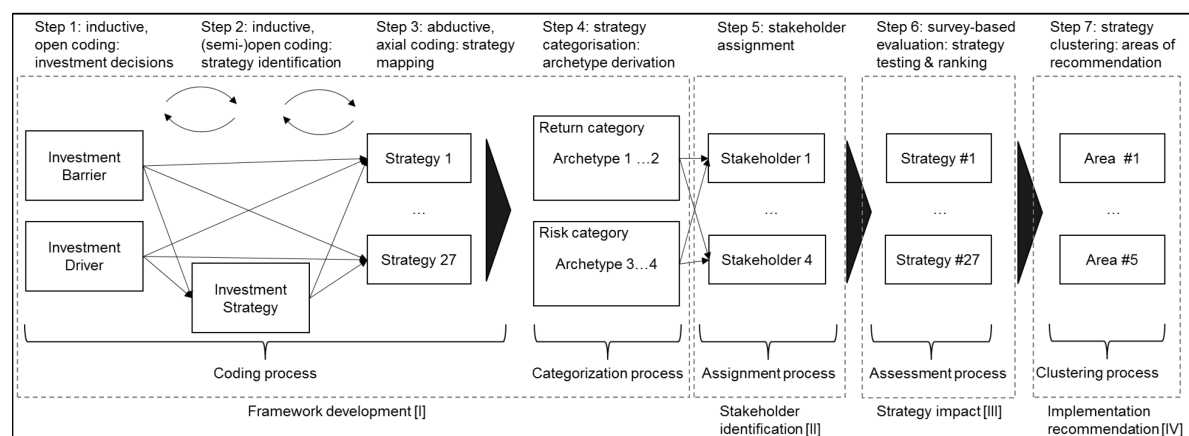 Step 1: inductive,
open coding:
investment decisions
Step 2: inductive,
(semi-)open coding:
strategy identification
Step 3: abductive,
axial coding: strategy
mapping
Step 4: strategy
categorisation:
archetype derivation
Step 5: stakeholder
assignment
Step 6: survey-based
evaluation: strategy
testing & ranking
Step 7: strategy
clustering: areas of
recommendation
Investment
Barrier
Investment
Driver
Investment
Strategy
Strategy 1
...
Strategy 27
Return category
Archetype 1 ...2
Risk category
Archetype 3...4
Stakeholder 1
...
Stakeholder 4
Strategy #1
...
Strategy #27
Area #1
...
Area #5
Coding process
Categorization process
Assignment process
Assessment process
Clustering process
Framework development [I]
Stakeholder
identification [II]
Strategy impact [III]
Implementation
recommendation [IV]